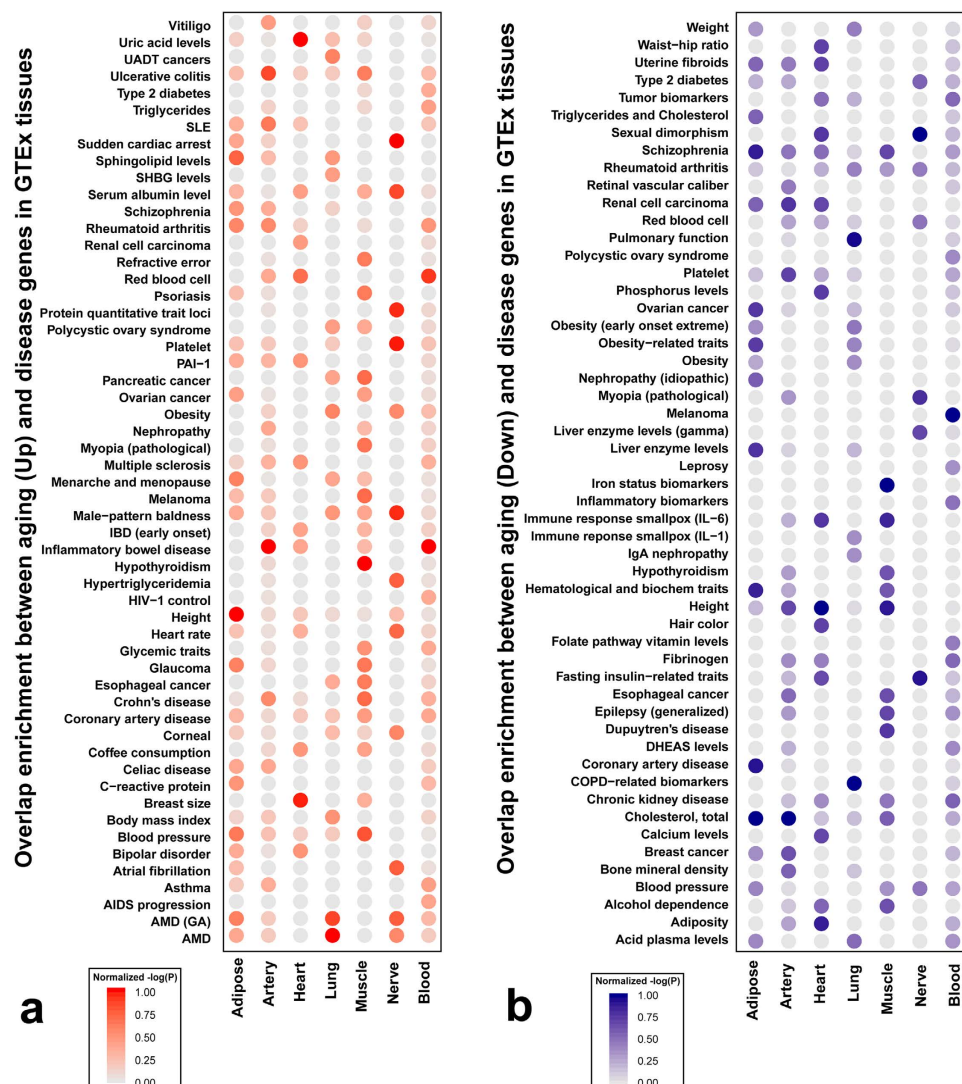 Overlap enrichment between aging (Up) and disease genes in GTEx tissues
Vitiligo
Uric acid levels
UADT cancers
Ulcerative colitis
Type 2 diabetes
Triglycerides
SLE
Sudden cardiac arrest
Sphingolipid levels
SHBG levels
Serum albumin level
Schizophrenia
Rheumatoid arthritis
Renal cell carcinoma
Refractive error
Red blood cell
Psoriasis
Protein quantitative trait loci
Polycystic ovary syndrome
Platelet
PAI−1
Pancreatic cancer
Ovarian cancer
Obesity
Nephropathy
Myopia (pathological)
Multiple sclerosis
Menarche and menopause
Melanoma
Male−pattern baldness
IBD (early onset)
Inflammatory bowel disease
Hypothyroidism
Hypertriglyceridemia
HIV−1 control
Height
Heart rate
Glycemic traits
Glaucoma
Esophageal cancer
Crohn's disease
Coronary artery disease
Corneal
Coffee consumption
Celiac disease
C−reactive protein
Breast size
Body mass index
Blood pressure
Bipolar disorder
Atrial fibrillation
Asthma
AIDS progression
AMD (GA)
AMD
Adipose
Artery
Heart
Lung
Muscle
Nerve
Blood
a
Normalized -log(P)
1.00
0.75
0.50
0.25
0.00
Overlap enrichment between aging (Down) and disease genes in GTEx tissues
Weight
Waist−hip ratio
Uterine fibroids
Type 2 diabetes
Tumor biomarkers
Triglycerides and Cholesterol
Sexual dimorphism
Schizophrenia
Rheumatoid arthritis
Retinal vascular caliber
Renal cell carcinoma
Red blood cell
Pulmonary function
Polycystic ovary syndrome
Platelet
Phosphorus levels
Ovarian cancer
Obesity (early onset extreme)
Obesity−related traits
Obesity
Nephropathy (idiopathic)
Myopia (pathological)
Melanoma
Liver enzyme levels (gamma)
Liver enzyme levels
Leprosy
Iron status biomarkers
Inflammatory biomarkers
Immune response smallpox (IL−6)
Immune reponse smallpox (IL−1)
IgA nephropathy
Hypothyroidism
Hematological and biochem traits
Height
Hair color
Folate pathway vitamin levels
Fibrinogen
Fasting insulin−related traits
Esophageal cancer
Epilepsy (generalized)
Dupuytren's disease
DHEAS levels
Coronary artery disease
COPD−related biomarkers
Chronic kidney disease
Cholesterol, total
Calcium levels
Breast cancer
Bone mineral density
Blood pressure
Alcohol dependence
Adiposity
Acid plasma levels
Adipose
Artery
Heart
Lung
Muscle
Nerve
Blood
b
Normalized -log(P)
1.00
0.75
0.50
0.25
0.00